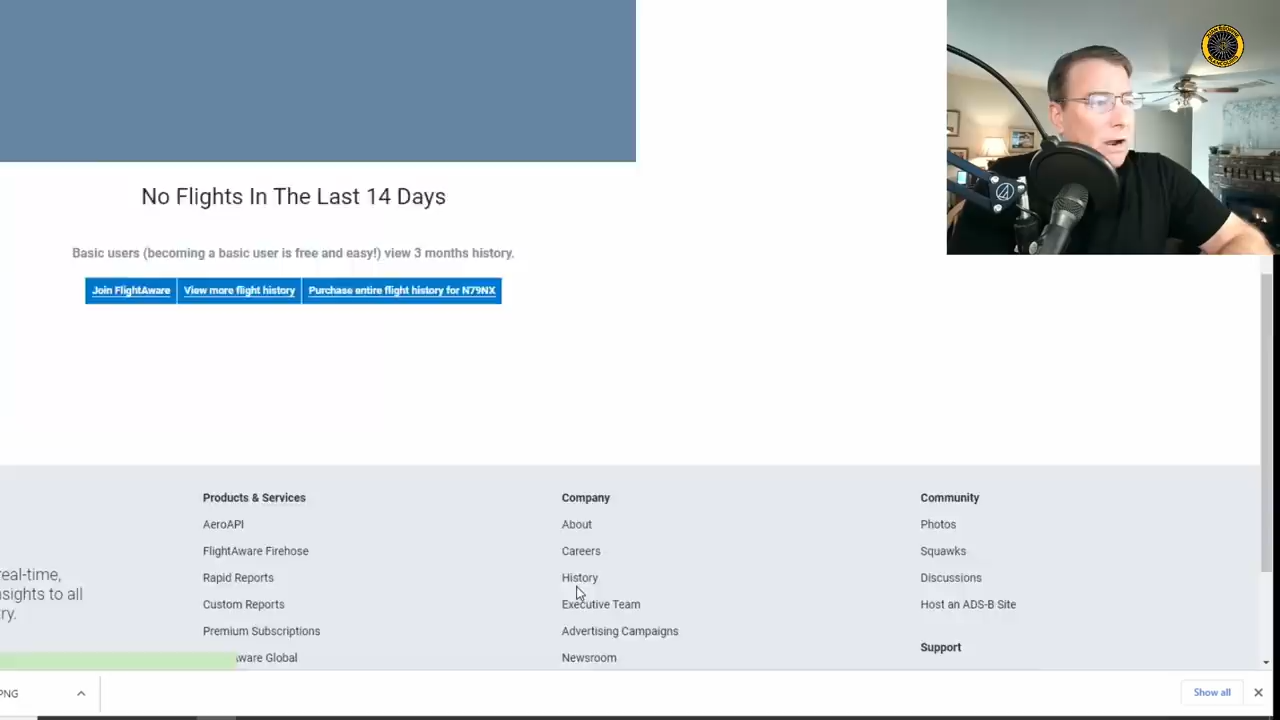 No Flights In The Last 14 Days
Basic users (becoming a basic user is free and easy!) view 3 months history.
Join FlightAware
View more flight history
Purchase entire flight history for N79NX
real-time,
sights to all
ry.
Products & Services
AeroAPI
FlightAware Firehose
Rapid Reports
Custom Reports
Premium Subscriptions
ware Global
Company
About
Careers
History
Executive Team
Advertising Campaigns
Newsroom
Community
Photos
Squawks
Discussions
Host an ADS-B Site
Support
PNG
Show all